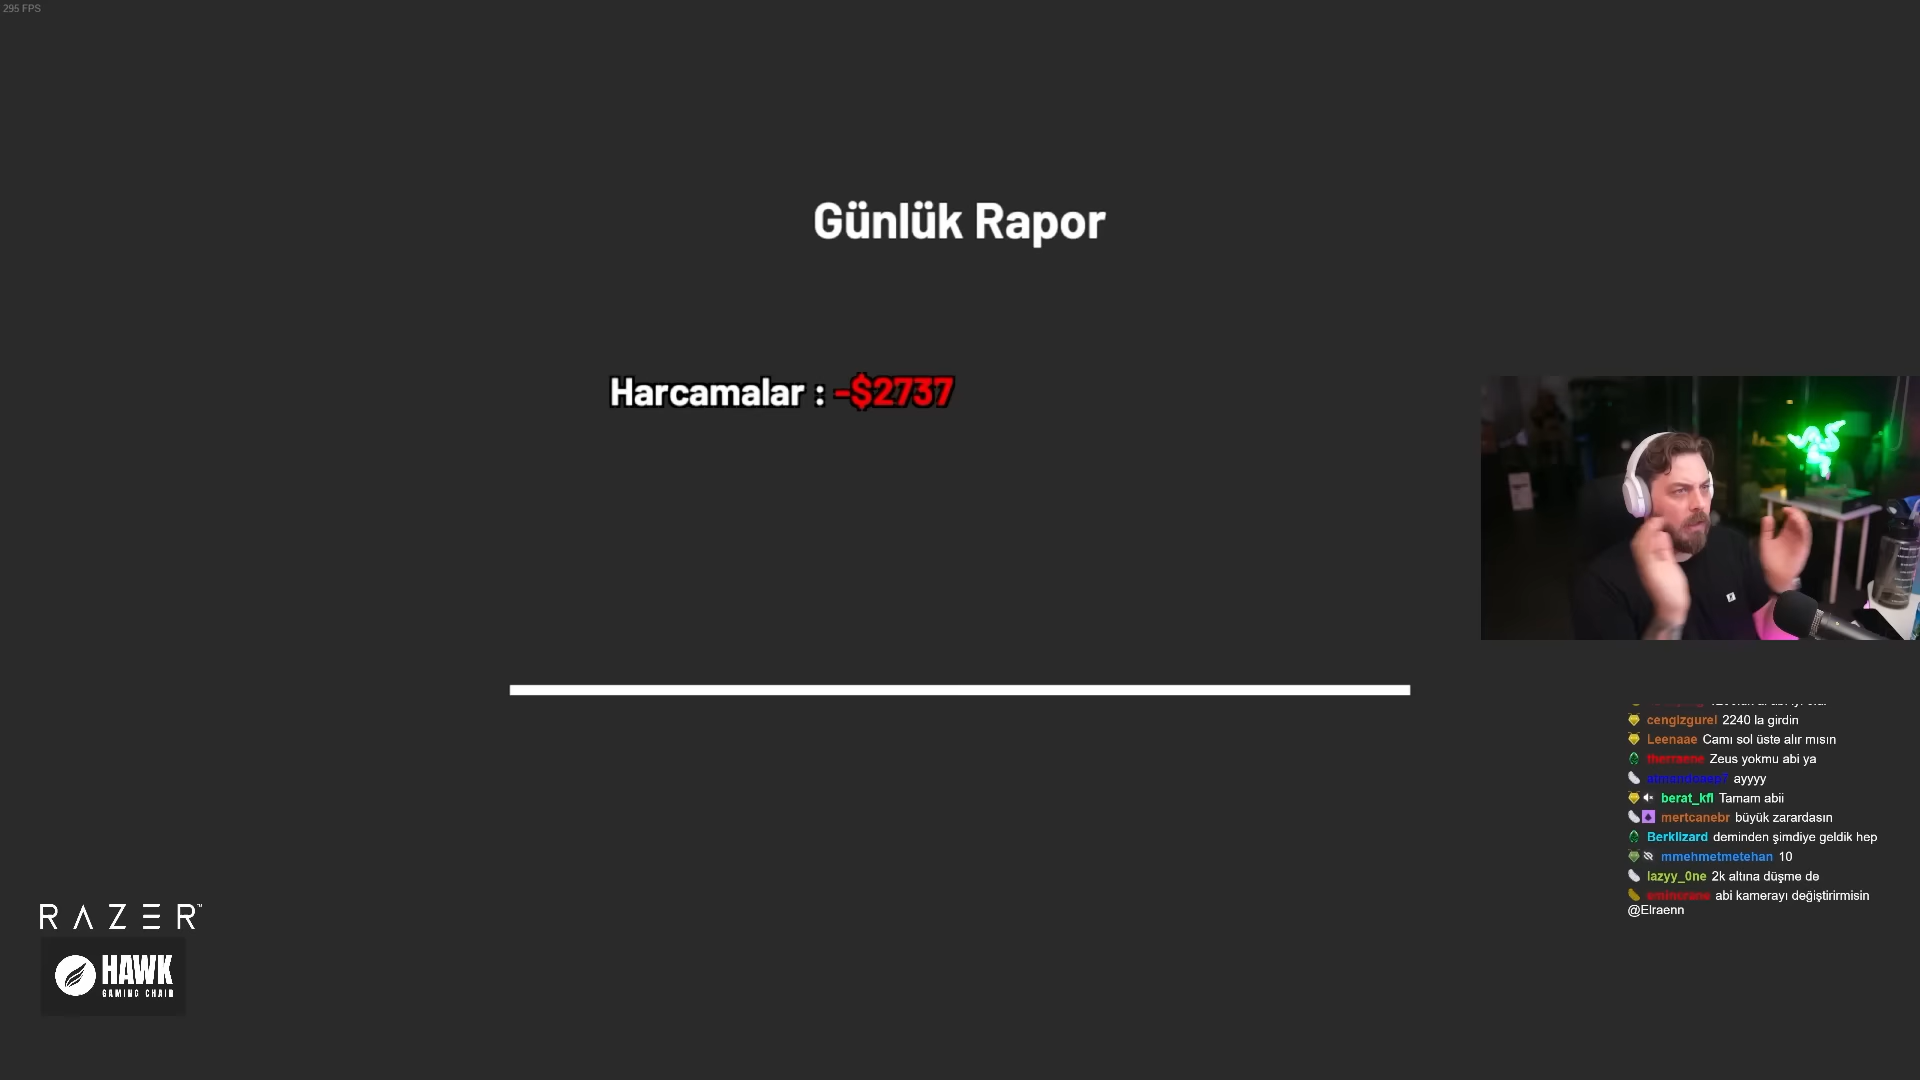 295 FPS
Günlük Rapor
Harcamalar : -$2737
cengizgurel 2240 la girdin
Leenaae Camı sol üste alır mısın
therraene Zeus yokmu abi ya
ayyyy
berat_kfl Tamam abii
mertcanebr büyük zarardasın
Berklizard deminden şimdiye geldik hep
mmehmetmetehan 10
lazyy_0ne 2k altına düşme de
abi kamerayı değiştirirmisin
@Elraenn
RAZER™
HAWK
GAMING CHAIR